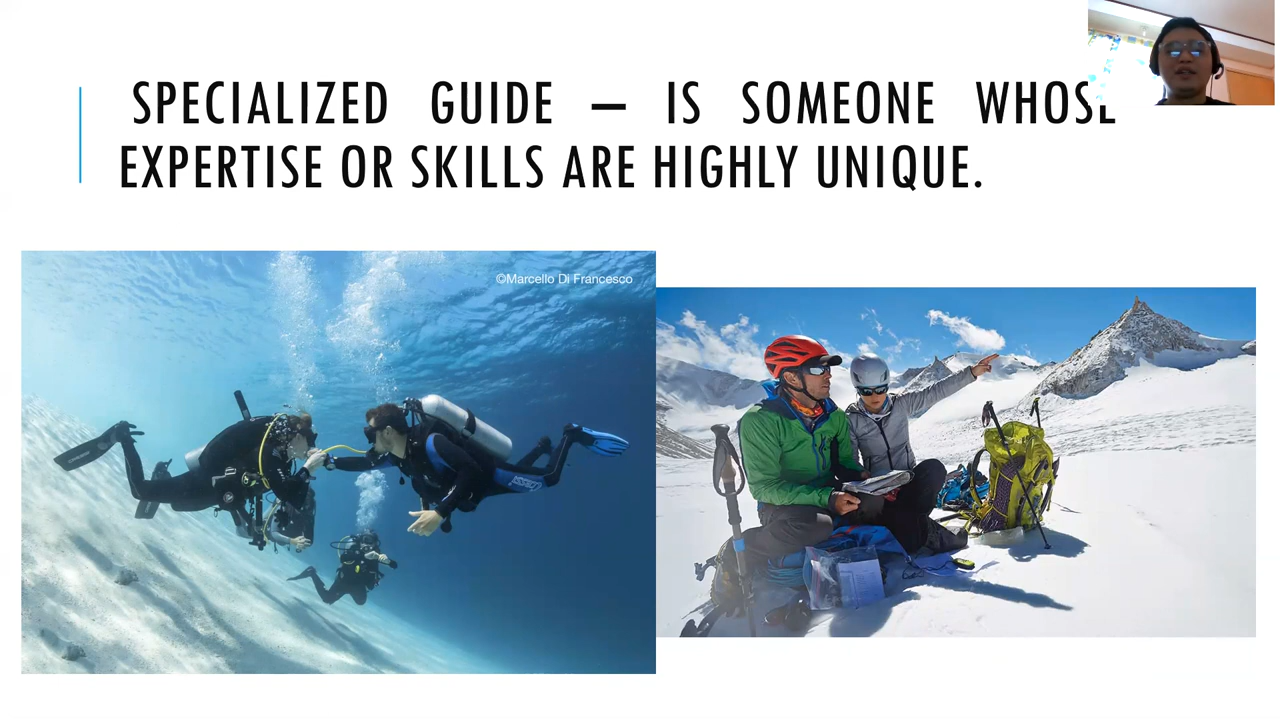 SPECIALIZED GUIDE – IS SOMEONE WHOSE
EXPERTISE OR SKILLS ARE HIGHLY UNIQUE.
©Marcello Di Francesco